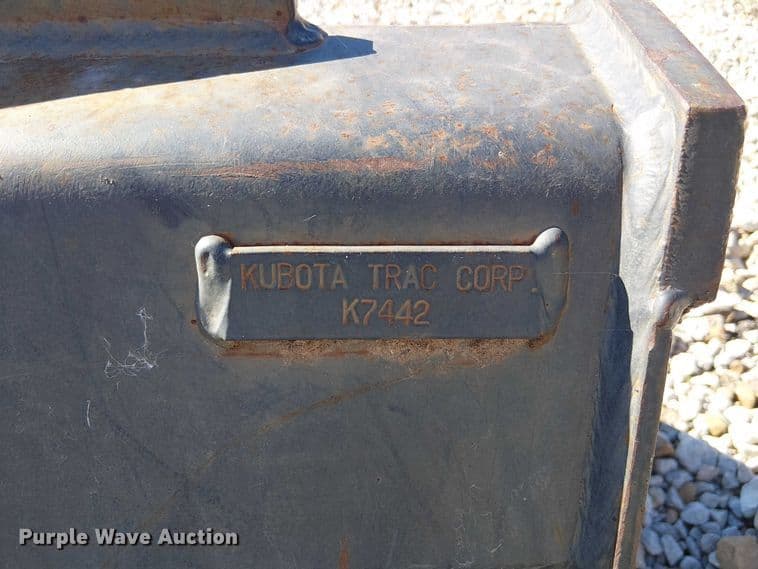 KUBOTA TRAC CORP.
K7442
Purple Wave Auction